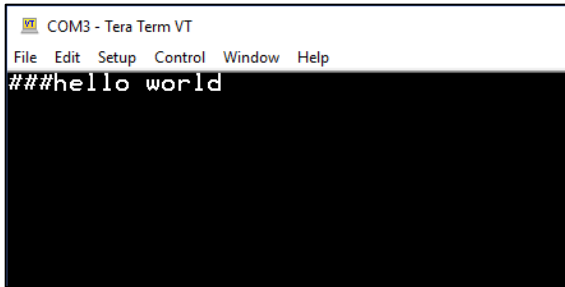 COM3 - Tera Term VT
File Edit Setup Control Window Help
###hello world